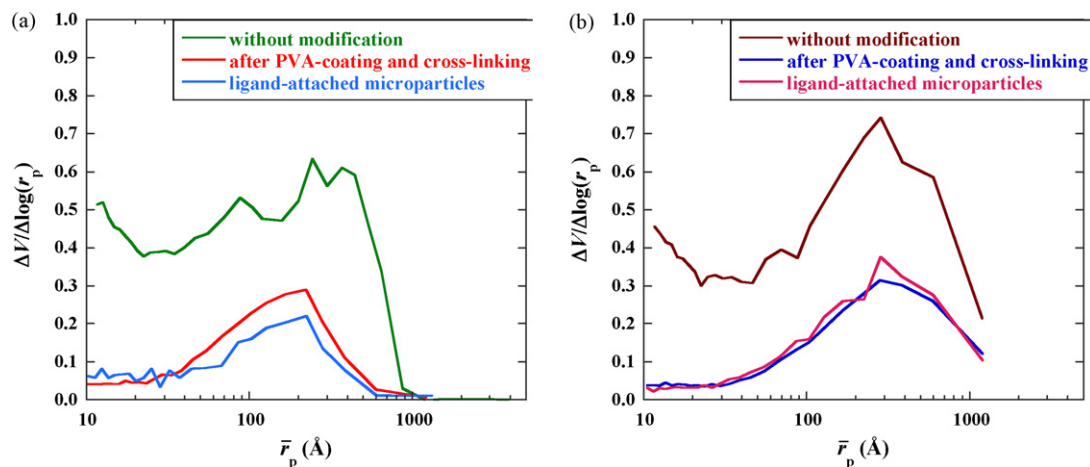 (a)
1.0
0.9
0.8
0.7
0.6
0.5
0.4
0.3
0.2
0.1
0.0
ΔV/Δlog(r_p)
without modification
after PVA-coating and cross-linking
ligand-attached microparticles
10
100
1000
r̄_p (Å)
(b)
1.0
0.9
0.8
0.7
0.6
0.5
0.4
0.3
0.2
0.1
0.0
ΔV/Δlog(r_p)
without modification
after PVA-coating and cross-linking
ligand-attached microparticles
10
100
1000
r̄_p (Å)